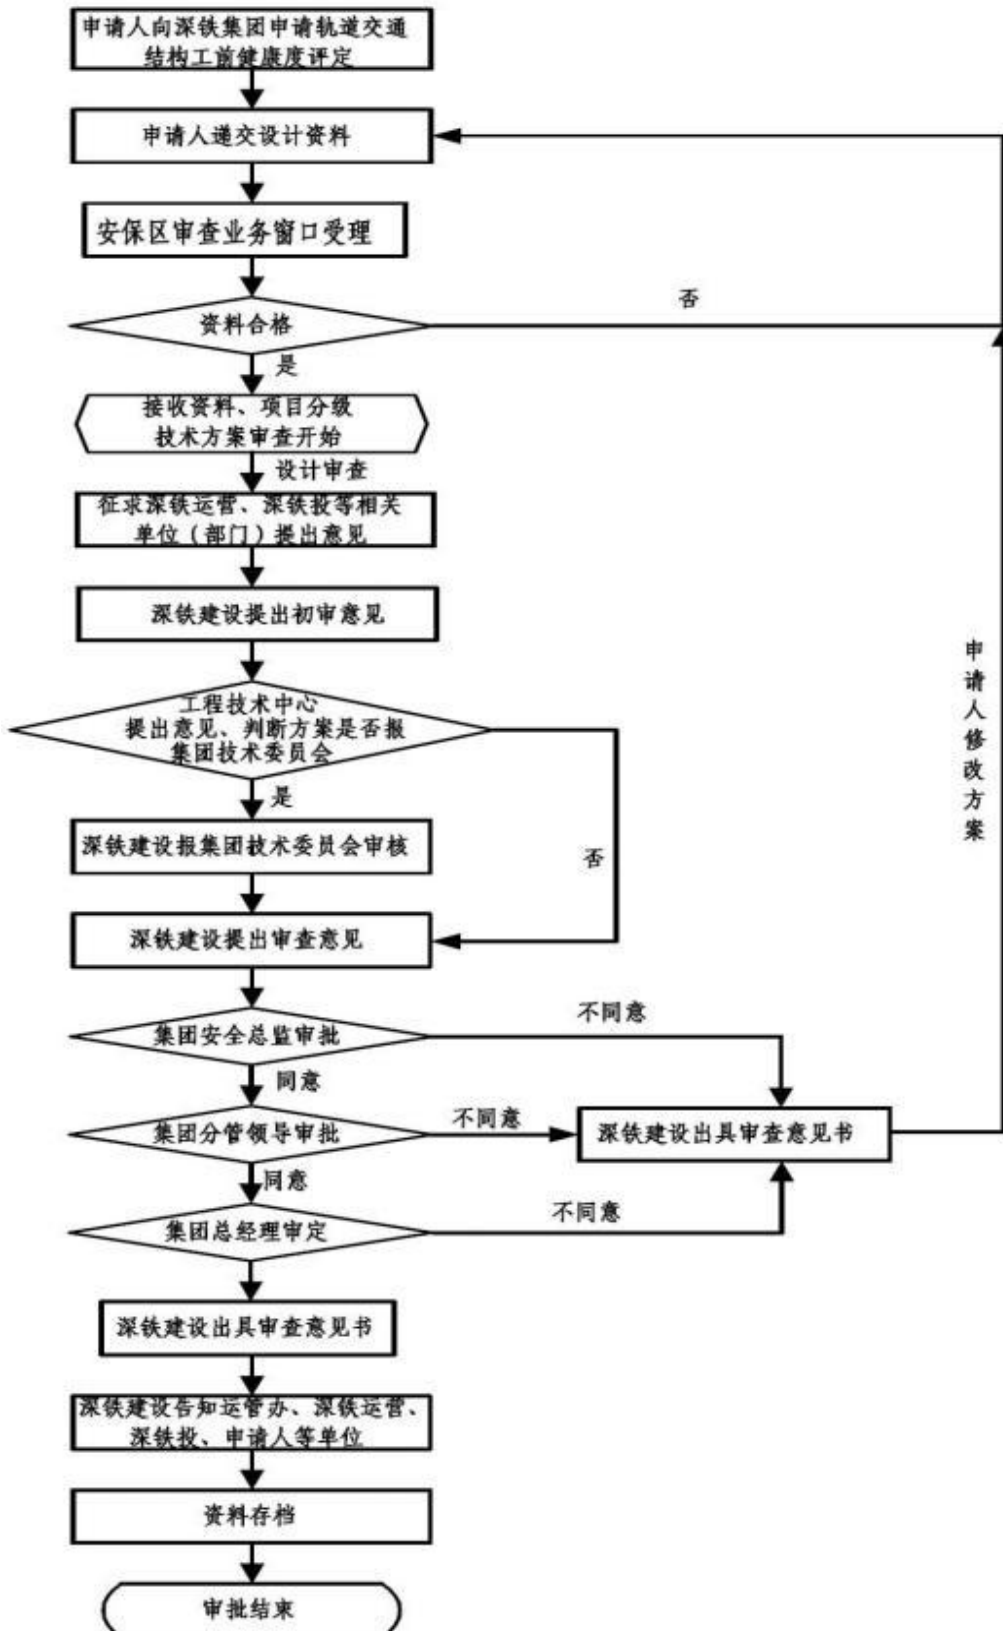 申请人向深铁集团申请轨道交通
结构工前健康度评定
申请人递交设计资料
安保区审查业务窗口受理
资料合格
否
是
接收资料、项目分级
技术方案审查开始
设计审查
征求深铁运营、深铁投等相关
单位（部门）提出意见
深铁建设提出初审意见
工程技术中心
提出意见、判断方案是否报
集团技术委员会
是
否
深铁建设报集团技术委员会审核
深铁建设提出审查意见
集团安全总监审批
不同意
同意
集团分管领导审批
不同意
深铁建设出具审查意见书
申请人修改方案
同意
集团总经理审定
不同意
深铁建设出具审查意见书
深铁建设告知运管办、深铁运营、
深铁投、申请人等单位
资料存档
审批结束